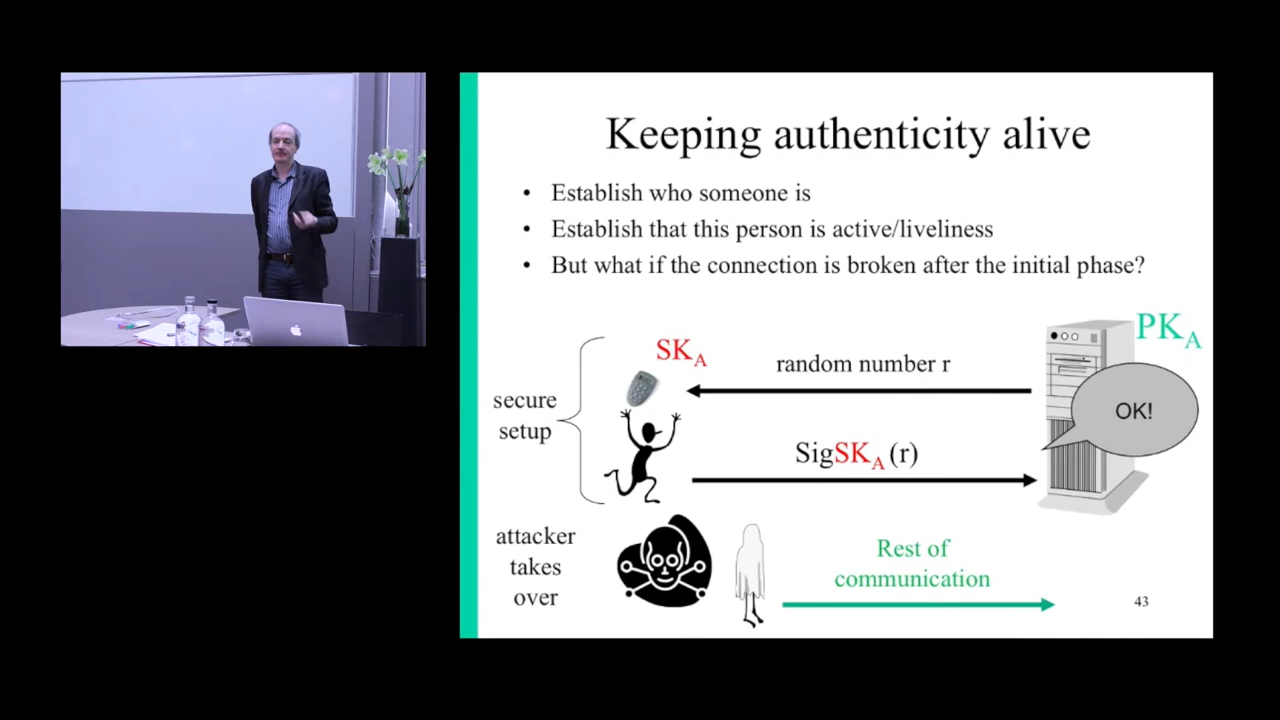 Keeping authenticity alive
• Establish who someone is
• Establish that this person is active/liveliness
• But what if the connection is broken after the initial phase?
PKA
SKA
random number r
secure
setup
OK!
SigSKA (r)
attacker
takes
over
Rest of
communication
43